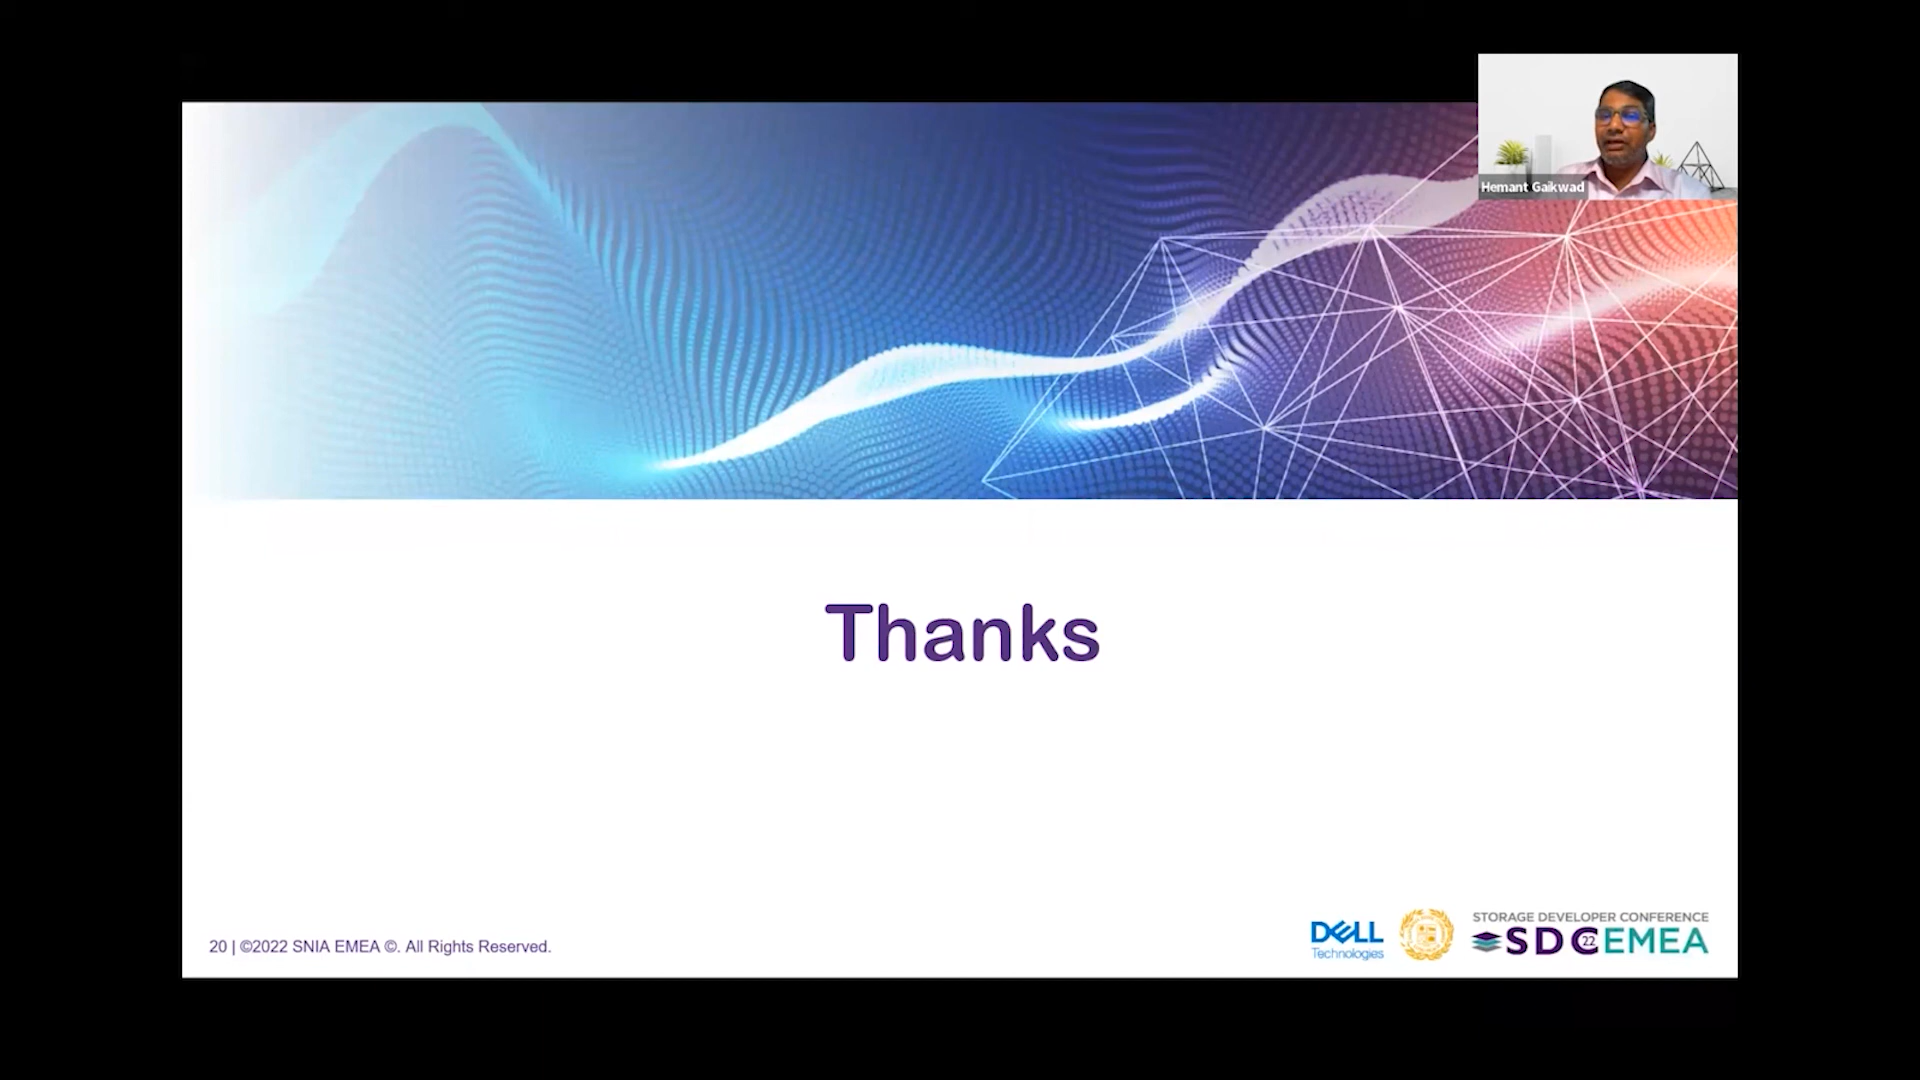 Hemant Gaikwad
Thanks
20 | ©2022 SNIA EMEA ©. All Rights Reserved.
DELL
Technologies
STORAGE DEVELOPER CONFERENCE
SDC 22 EMEA